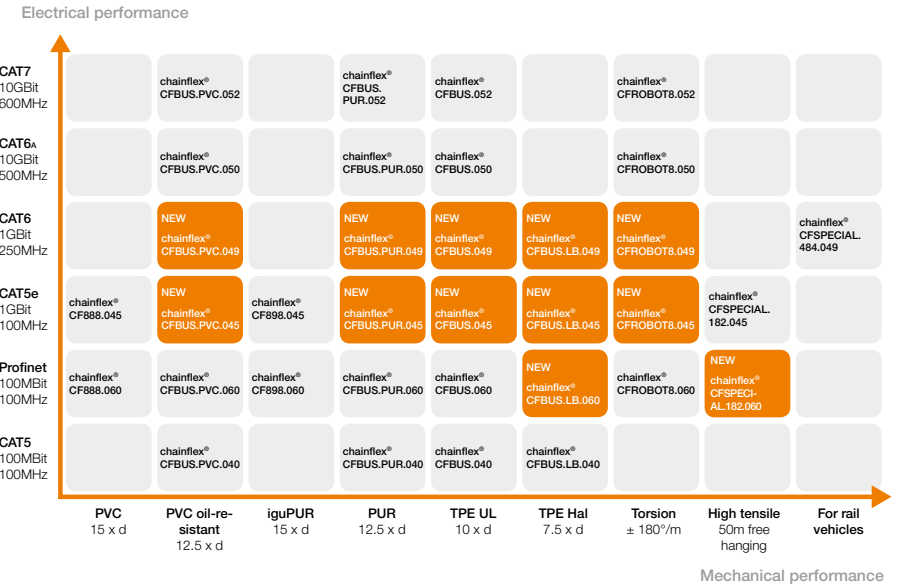 Electrical performance
CAT7
10GBit
600MHz
chainflex®
CFBUS.PVC.052
chainflex®
CFBUS.
PUR.052
chainflex®
CFBUS.052
chainflex®
CFROBOT8.052
CAT6A
10GBit
500MHz
chainflex®
CFBUS.PVC.050
chainflex®
CFBUS.PUR.050
chainflex®
CFBUS.050
chainflex®
CFROBOT8.050
CAT6
1GBit
250MHz
NEW
chainflex®
CFBUS.PVC.049
NEW
chainflex®
CFBUS.PUR.049
NEW
chainflex®
CFBUS.049
NEW
chainflex®
CFBUS.LB.049
NEW
chainflex®
CFROBOT8.049
chainflex®
CFSPECIAL.
484.049
CAT5e
1GBit
100MHz
chainflex®
CF888.045
NEW
chainflex®
CFBUS.PVC.045
chainflex®
CF898.045
NEW
chainflex®
CFBUS.PUR.045
NEW
chainflex®
CFBUS.045
NEW
chainflex®
CFBUS.LB.045
NEW
chainflex®
CFROBOT8.045
chainflex®
CFSPECIAL.
182.045
Profinet
100MBit
100MHz
chainflex®
CF888.060
chainflex®
CFBUS.PVC.060
chainflex®
CF898.060
chainflex®
CFBUS.PUR.060
chainflex®
CFBUS.060
NEW
chainflex®
CFBUS.LB.060
chainflex®
CFROBOT8.060
NEW
chainflex®
CFSPECI-
AL.182.060
CAT5
100MBit
100MHz
chainflex®
CFBUS.PVC.040
chainflex®
CFBUS.PUR.040
chainflex®
CFBUS.040
chainflex®
CFBUS.LB.040
PVC
15 x d
PVC oil-re-
sistant
12.5 x d
iguPUR
15 x d
PUR
12.5 x d
TPE UL
10 x d
TPE Hal
7.5 x d
Torsion
± 180°/m
High tensile
50m free
hanging
For rail
vehicles
Mechanical performance